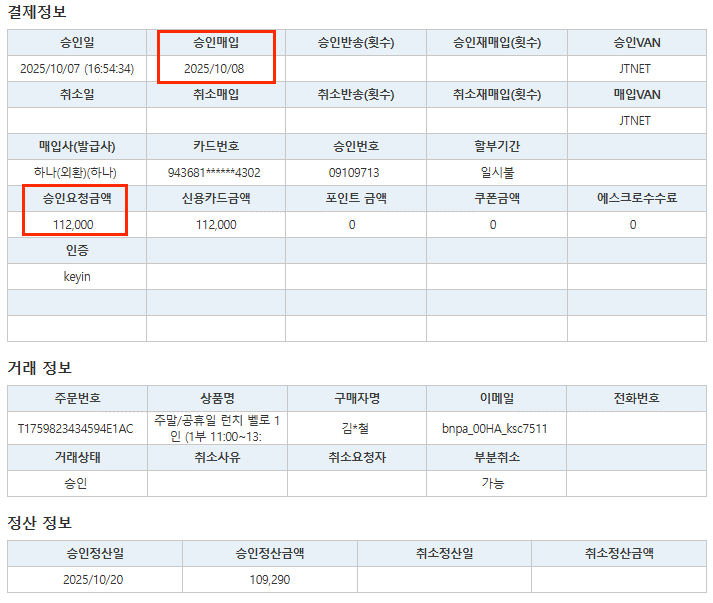 결제정보
승인일 승인매입 승인반송(횟수) 승인재매입(횟수) 승인VAN
2025/10/07 (16:54:34) 2025/10/08 JTNET
취소일 취소매입 취소반송(횟수) 취소재매입(횟수) 매입VAN
JTNET
매입사(발급사) 카드번호 승인번호 할부기간
하나(외환)(하나) 943681******4302 09109713 일시불
승인요청금액 신용카드금액 포인트 금액 쿠폰금액 에스크로수수료
112,000 112,000 0 0 0
인증
keyin
거래 정보
주문번호 상품명 구매자명 이메일 전화번호
T1759823434594E1AC 주말/공휴일 런치 벨로 1인 (1부 11:00~13: 김*철 bnpa_00HA_ksc7511
거래상태 취소사유 취소요청자 부분취소
승인 가능
정산 정보
승인정산일 승인정산금액 취소정산일 취소정산금액
2025/10/20 109,290